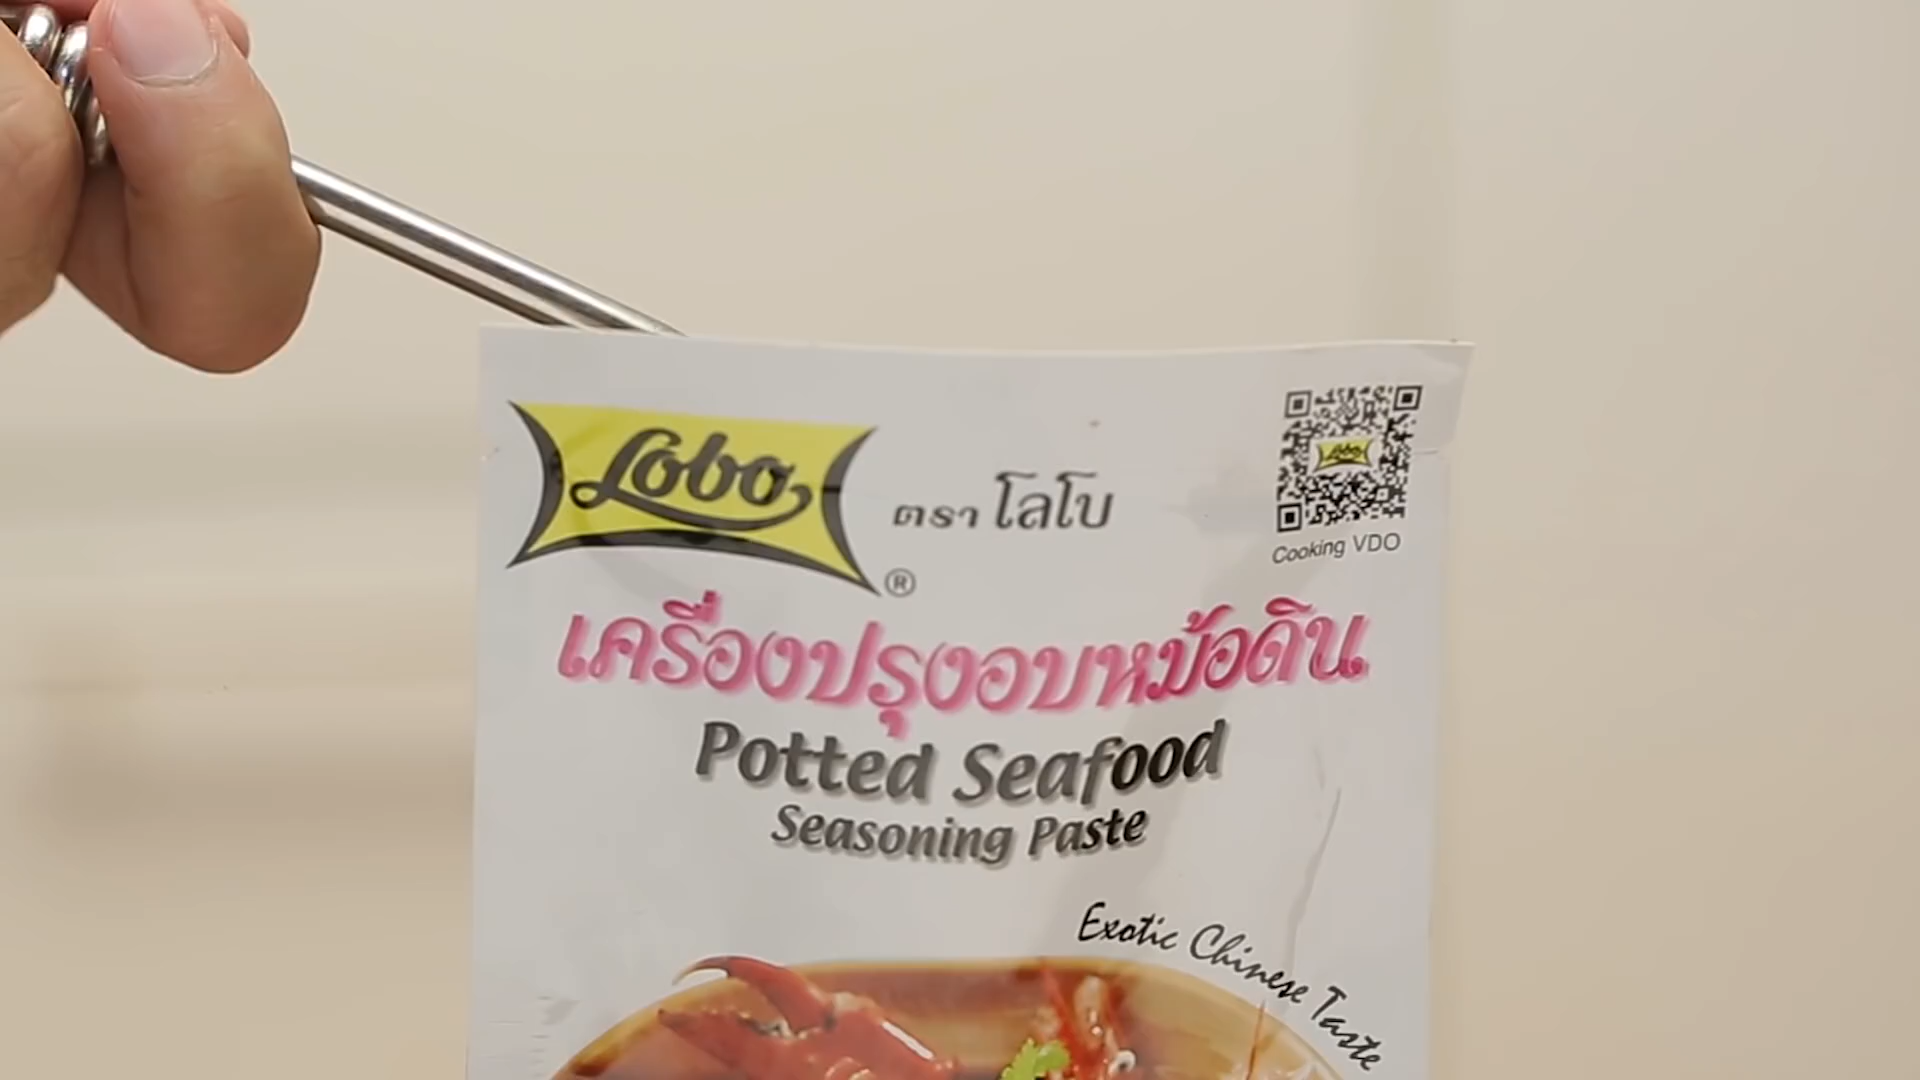 Lobo
ตรา โลโบ
®
Lobo
Cooking VDO
เครื่องปรุงอบหม้อดิน
Potted Seafood
Seasoning Paste
Exotic Chinese Taste